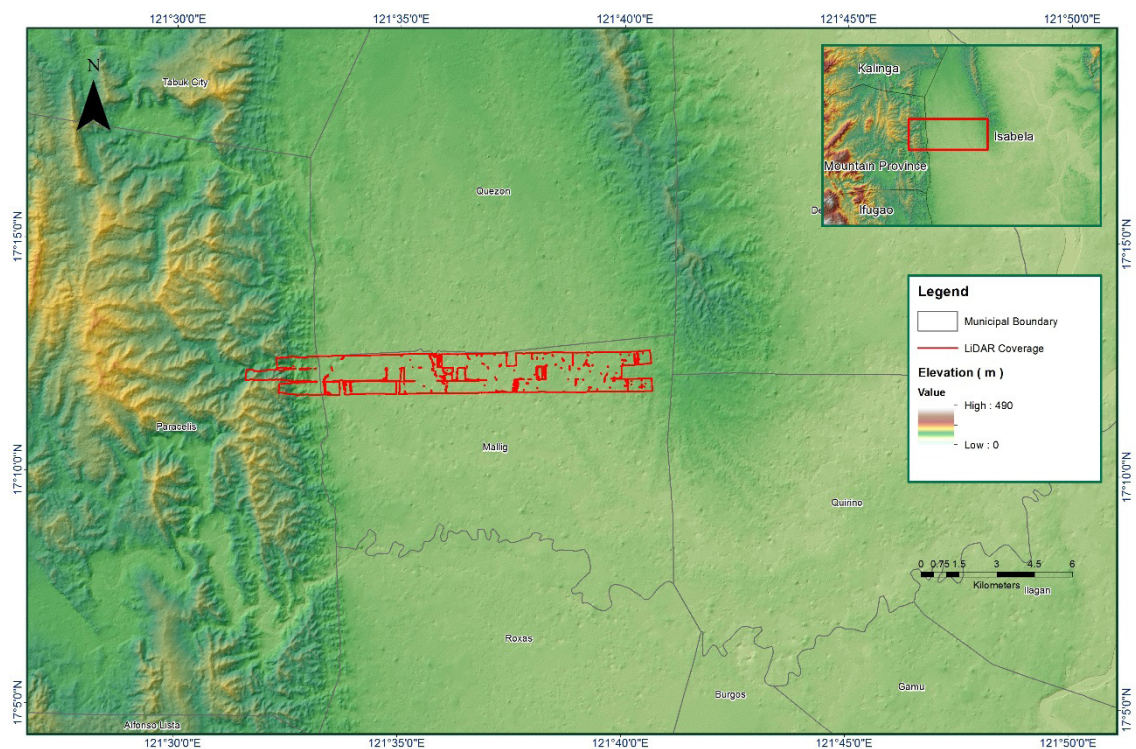 121°30'0"E 121°35'0"E 121°40'0"E 121°45'0"E 121°50'0"E
N
Tabuk City
Kalinga
Isabela
Mountain Province
Ifugao
Quezon
17°15'0"N
17°15'0"N
Legend
Municipal Boundary
LiDAR Coverage
Elevation ( m )
Value
High : 490
Low : 0
Paracelis
Mallig
17°10'0"N
17°10'0"N
Quirino
0 0.75 1.5 3 4.5 6
Kilometers
Ilagan
Roxas
Burgos
Gamu
17°5'0"N
17°5'0"N
Alfonso Lista
121°30'0"E 121°35'0"E 121°40'0"E 121°45'0"E 121°50'0"E